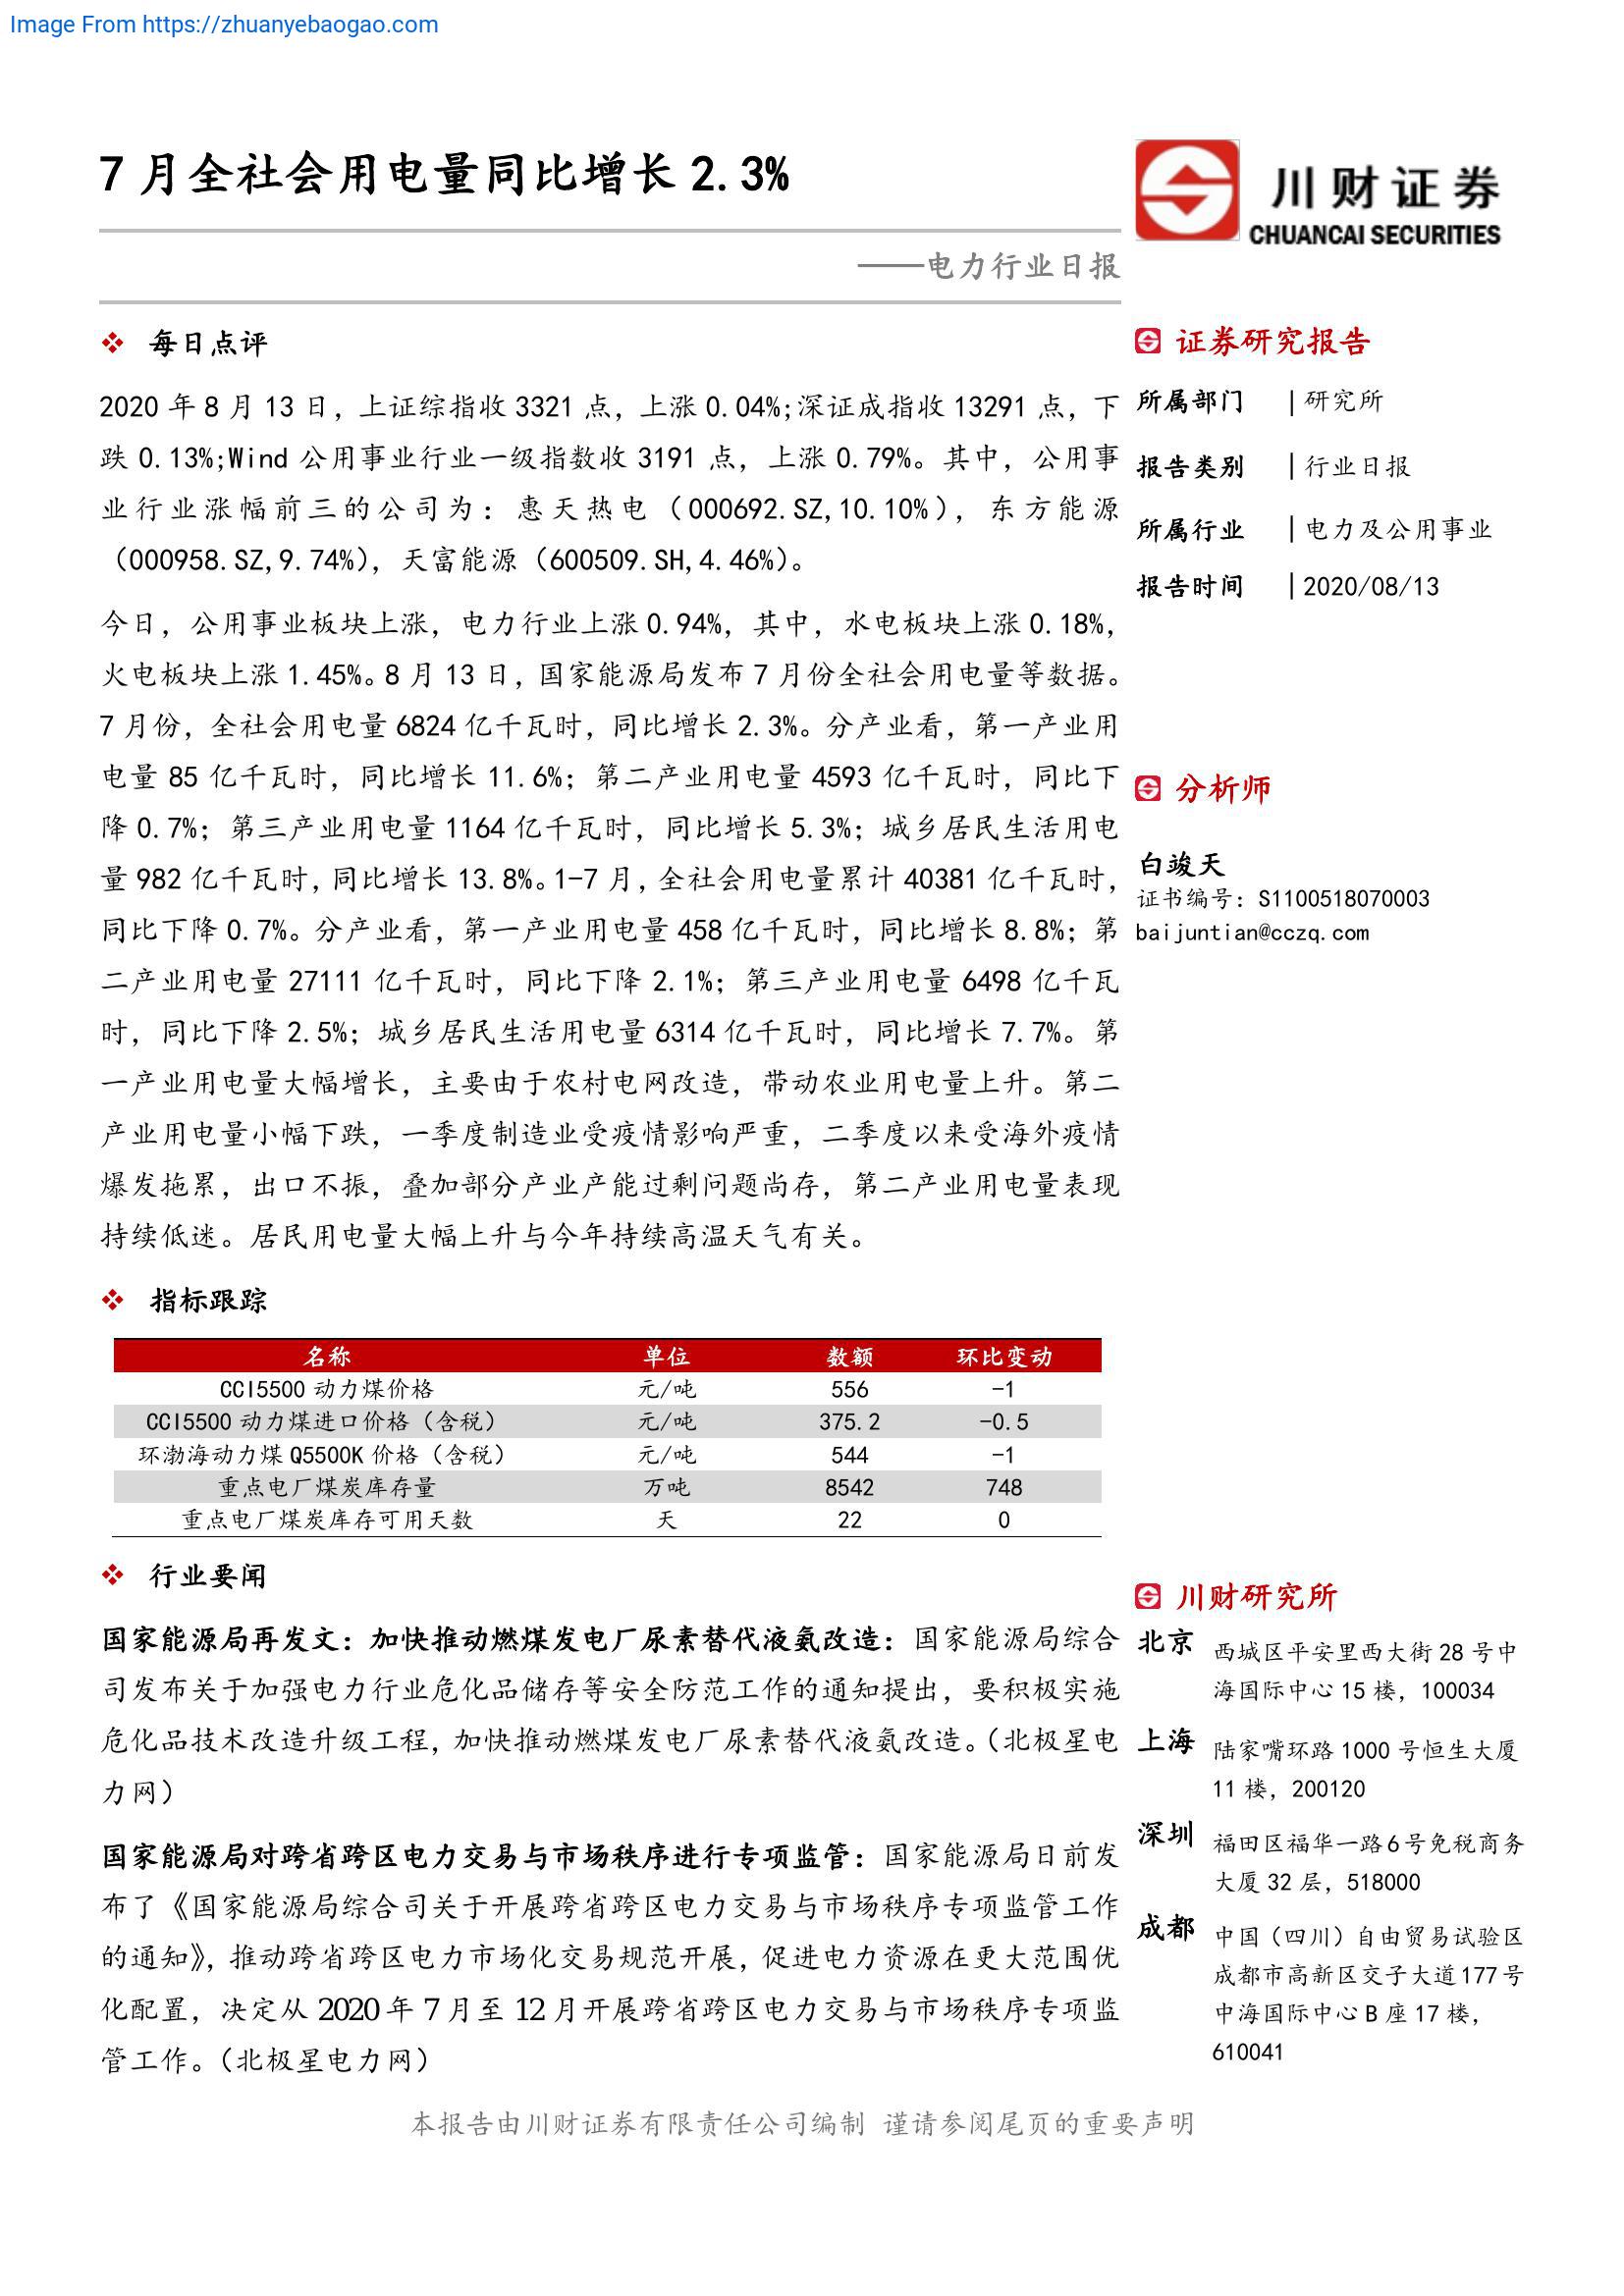 Image From https://zhuanyebaogao.com
7 月全社会用电量同比增长 2.3%
——电力行业日报
川财证券
CHUANCAI SECURITIES
❖ 每日点评
2020 年 8 月 13 日，上证综指收 3321 点，上涨 0.04%;深证成指收 13291 点，下
跌 0.13%;Wind 公用事业行业一级指数收 3191 点，上涨 0.79%。其中，公用事
业行业涨幅前三的公司为：惠天热电（000692.SZ,10.10%），东方能源
（000958.SZ,9.74%），天富能源（600509.SH,4.46%）。
今日，公用事业板块上涨，电力行业上涨 0.94%，其中，水电板块上涨 0.18%，
火电板块上涨 1.45%。8 月 13 日，国家能源局发布 7 月份全社会用电量等数据。
7 月份，全社会用电量 6824 亿千瓦时，同比增长 2.3%。分产业看，第一产业用
电量 85 亿千瓦时，同比增长 11.6%；第二产业用电量 4593 亿千瓦时，同比下
降 0.7%；第三产业用电量 1164 亿千瓦时，同比增长 5.3%；城乡居民生活用电
量 982 亿千瓦时，同比增长 13.8%。1-7 月，全社会用电量累计 40381 亿千瓦时，
同比下降 0.7%。分产业看，第一产业用电量 458 亿千瓦时，同比增长 8.8%；第
二产业用电量 27111 亿千瓦时，同比下降 2.1%；第三产业用电量 6498 亿千瓦
时，同比下降 2.5%；城乡居民生活用电量 6314 亿千瓦时，同比增长 7.7%。第
一产业用电量大幅增长，主要由于农村电网改造，带动农业用电量上升。第二
产业用电量小幅下跌，一季度制造业受疫情影响严重，二季度以来受海外疫情
爆发拖累，出口不振，叠加部分产业产能过剩问题尚存，第二产业用电量表现
持续低迷。居民用电量大幅上升与今年持续高温天气有关。
❖ 指标跟踪
名称 单位 数额 环比变动
CCI5500 动力煤价格 元/吨 556 -1
CCI5500 动力煤进口价格（含税） 元/吨 375.2 -0.5
环渤海动力煤 Q5500K 价格（含税） 元/吨 544 -1
重点电厂煤炭库存量 万吨 8542 748
重点电厂煤炭库存可用天数 天 22 0
❖ 行业要闻
国家能源局再发文：加快推动燃煤发电厂尿素替代液氨改造：国家能源局综合
司发布关于加强电力行业危化品储存等安全防范工作的通知提出，要积极实施
危化品技术改造升级工程，加快推动燃煤发电厂尿素替代液氨改造。（北极星电
力网）
国家能源局对跨省跨区电力交易与市场秩序进行专项监管：国家能源局日前发
布了《国家能源局综合司关于开展跨省跨区电力交易与市场秩序专项监管工作
的通知》，推动跨省跨区电力市场化交易规范开展，促进电力资源在更大范围优
化配置，决定从 2020 年 7 月至 12 月开展跨省跨区电力交易与市场秩序专项监
管工作。（北极星电力网）
证券研究报告
所属部门 | 研究所
报告类别 | 行业日报
所属行业 | 电力及公用事业
报告时间 | 2020/08/13
分析师
白竣天
证书编号：S1100518070003
baijuntian@cczq.com
川财研究所
北京 西城区平安里西大街 28 号中
海国际中心 15 楼，100034
上海 陆家嘴环路 1000 号恒生大厦
11 楼，200120
深圳 福田区福华一路 6 号免税商务
大厦 32 层，518000
成都 中国（四川）自由贸易试验区
成都市高新区交子大道 177 号
中海国际中心 B 座 17 楼，
610041
本报告由川财证券有限责任公司编制 谨请参阅尾页的重要声明